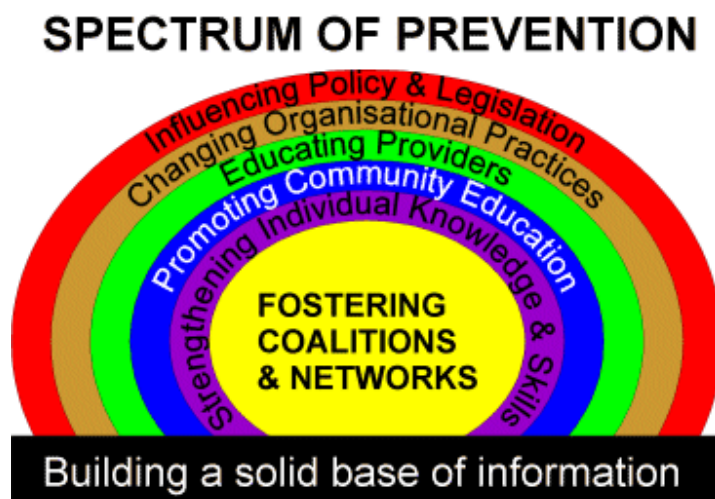 SPECTRUM OF PREVENTION
Influencing Policy & Legislation
Changing Organisational Practices
Educating Providers
Promoting Community Education
Strengthening Individual Knowledge & Skills
FOSTERING
COALITIONS
& NETWORKS
Building a solid base of information